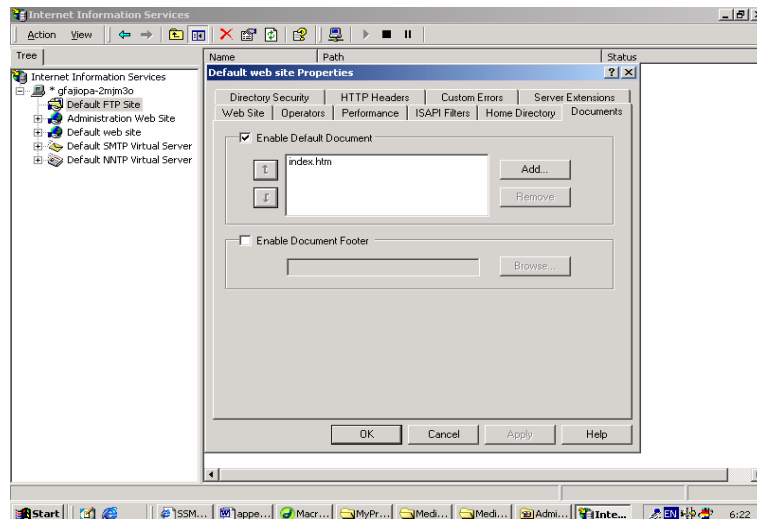 Internet Information Services
Action View
Tree
Name Path Status
Internet Information Services
* gfajiopa-2mjm3o
Default FTP Site
Administration Web Site
Default web site
Default SMTP Virtual Server
Default NNTP Virtual Server
Default web site Properties
Directory Security HTTP Headers Custom Errors Server Extensions
Web Site Operators Performance ISAPI Filters Home Directory Documents
Enable Default Document
index.htm
Add...
Remove
Enable Document Footer
Browse...
OK Cancel Apply Help
Start SSM... appe... Macr... MyPr... Medi... Medi... Admi... Inte... EN 6:22